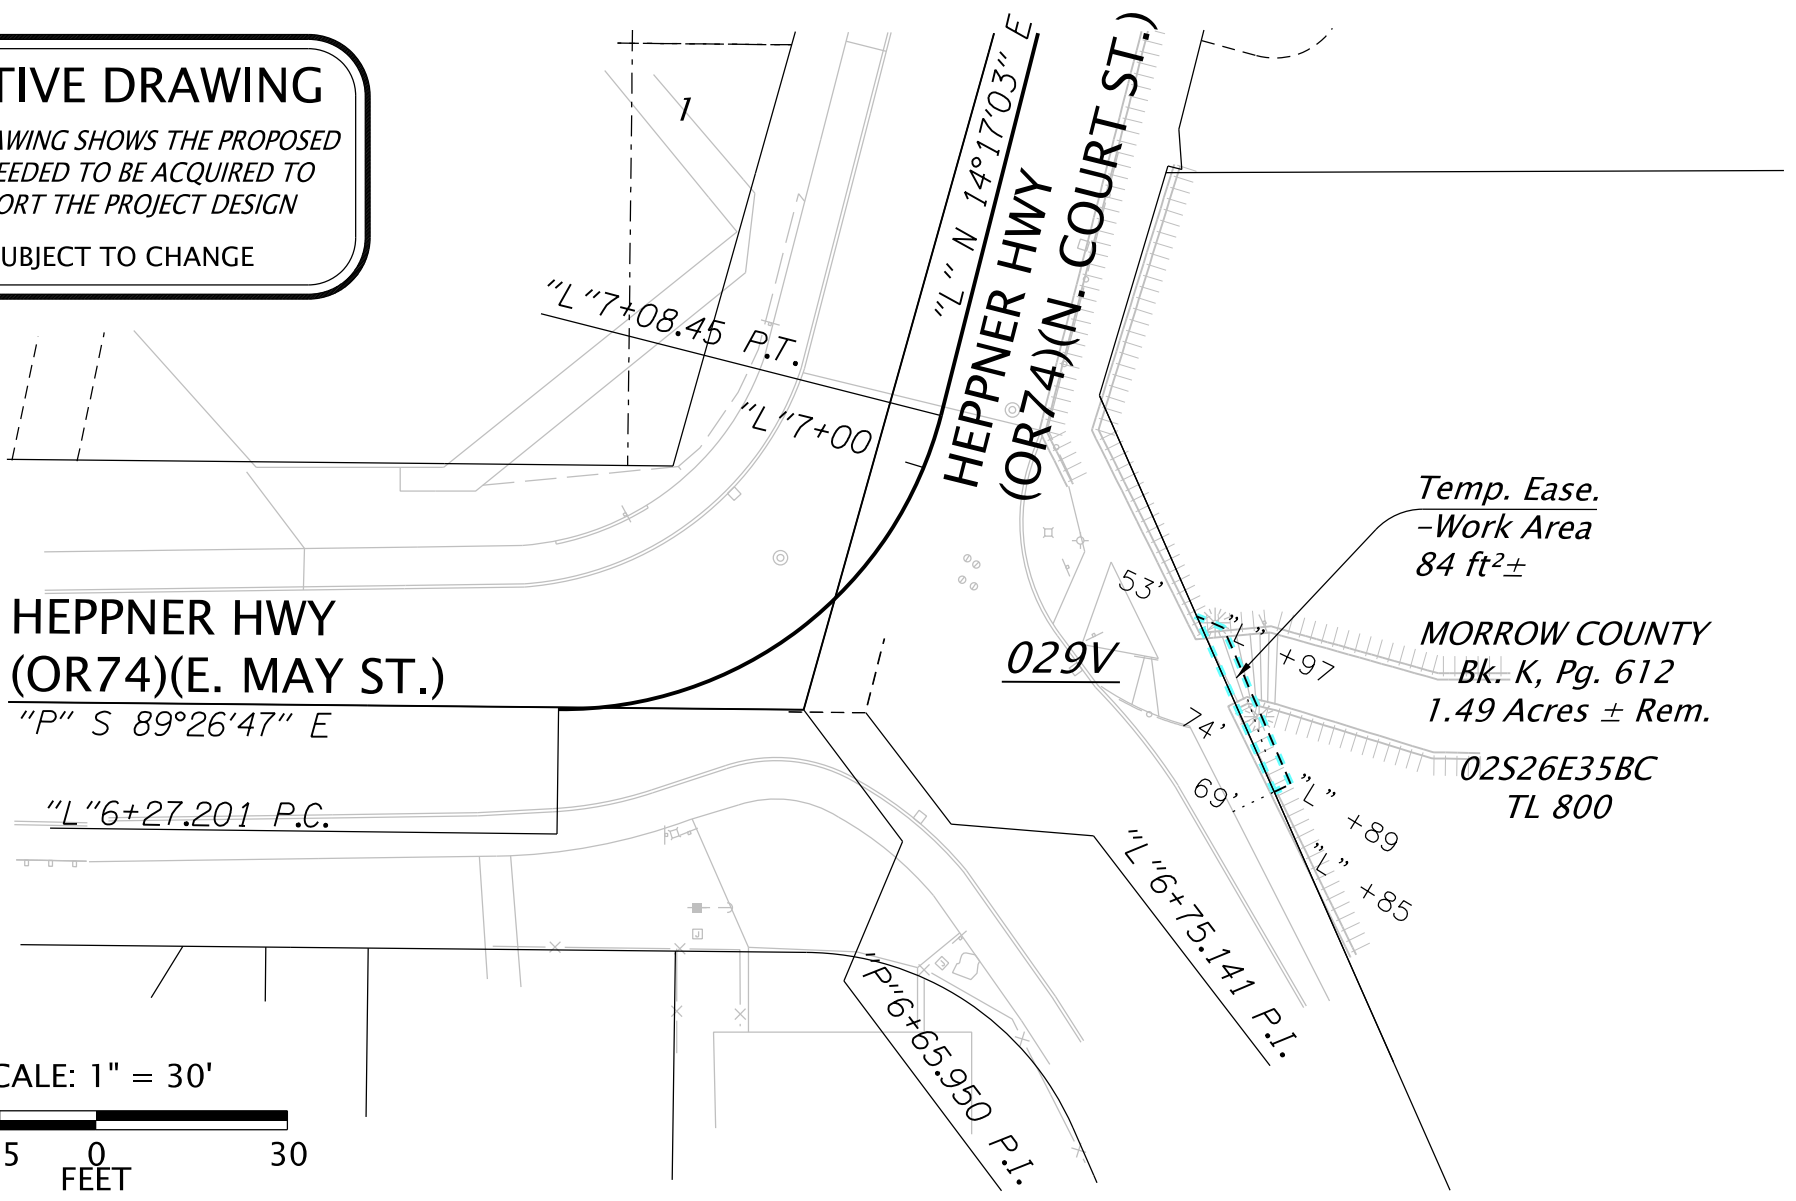 TIVE DRAWING
AWING SHOWS THE PROPOSED
EEDED TO BE ACQUIRED TO
ORT THE PROJECT DESIGN
UBJECT TO CHANGE
1
"L" N 14°17'03" E
HEPPNER HWY
(OR74)(N. COURT ST.)
"L"7+08.45 P.T.
"L"7+00
Temp. Ease.
-Work Area
84 ft²±
53'
"L" +97
029V
MORROW COUNTY
Bk. K, Pg. 612
1.49 Acres ± Rem.
02S26E35BC
TL 800
HEPPNER HWY
(OR74)(E. MAY ST.)
"P" S 89°26'47" E
74'
69'
"L" +89
"L" +85
"L"6+27.201 P.C.
"L"6+75.141 P.I.
"P"6+65.950 P.I.
CALE: 1" = 30'
5 0 30
FEET